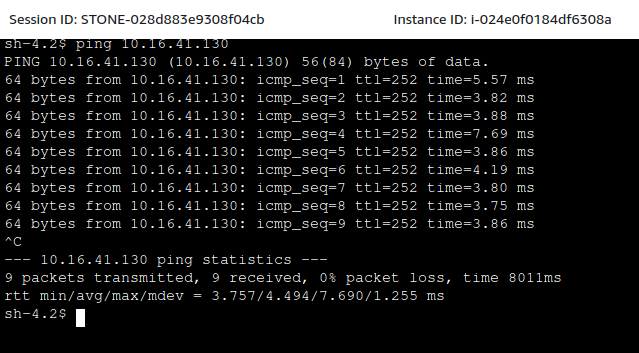 Session ID: STONE-028d883e9308f04cb Instance ID: i-024e0f0184df6308a
sh-4.2$ ping 10.16.41.130
PING 10.16.41.130 (10.16.41.130) 56(84) bytes of data.
64 bytes from 10.16.41.130: icmp_seq=1 ttl=252 time=5.57 ms
64 bytes from 10.16.41.130: icmp_seq=2 ttl=252 time=3.82 ms
64 bytes from 10.16.41.130: icmp_seq=3 ttl=252 time=3.88 ms
64 bytes from 10.16.41.130: icmp_seq=4 ttl=252 time=7.69 ms
64 bytes from 10.16.41.130: icmp_seq=5 ttl=252 time=3.86 ms
64 bytes from 10.16.41.130: icmp_seq=6 ttl=252 time=4.19 ms
64 bytes from 10.16.41.130: icmp_seq=7 ttl=252 time=3.80 ms
64 bytes from 10.16.41.130: icmp_seq=8 ttl=252 time=3.75 ms
64 bytes from 10.16.41.130: icmp_seq=9 ttl=252 time=3.86 ms
^C
--- 10.16.41.130 ping statistics ---
9 packets transmitted, 9 received, 0% packet loss, time 8011ms
rtt min/avg/max/mdev = 3.757/4.494/7.690/1.255 ms
sh-4.2$